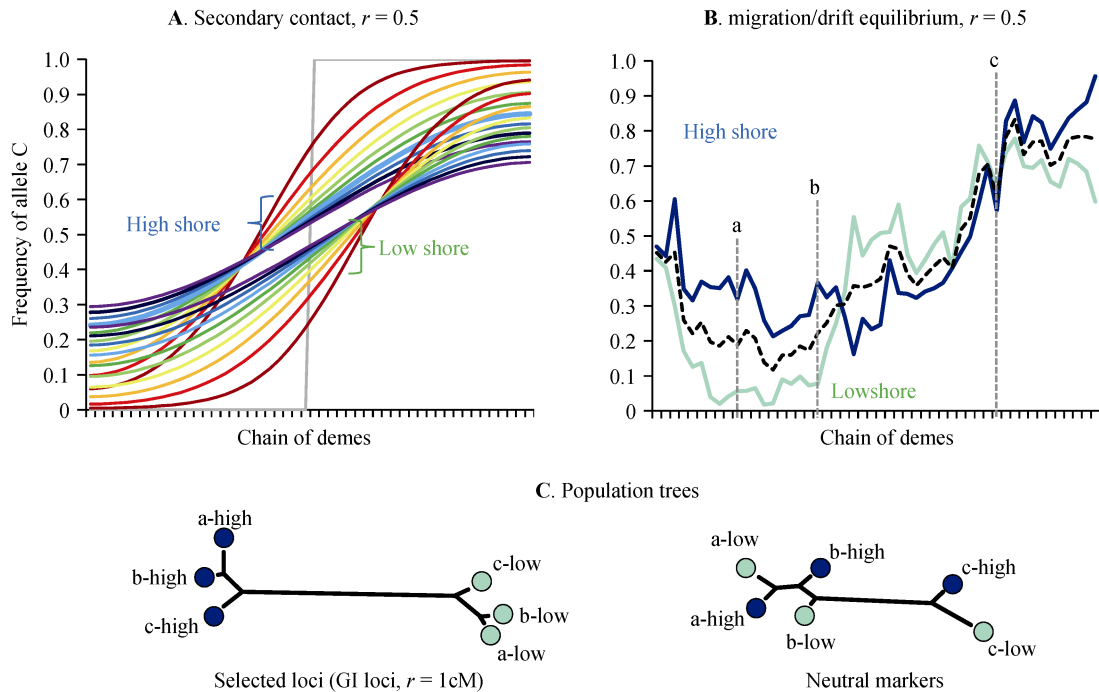 A. Secondary contact, r = 0.5
1.0
0.9
0.8
0.7
0.6
0.5
0.4
0.3
0.2
0.1
0
Frequency of allele C
High shore
Low shore
Chain of demes
B. migration/drift equilibrium, r = 0.5
1.0
0.9
0.8
0.7
0.6
0.5
0.4
0.3
0.2
0.1
0
High shore
a
b
c
Lowshore
Chain of demes
C. Population trees
a-high
b-high
c-high
c-low
b-low
a-low
Selected loci (GI loci, r = 1cM)
a-low
b-high
c-high
a-high
b-low
c-low
Neutral markers